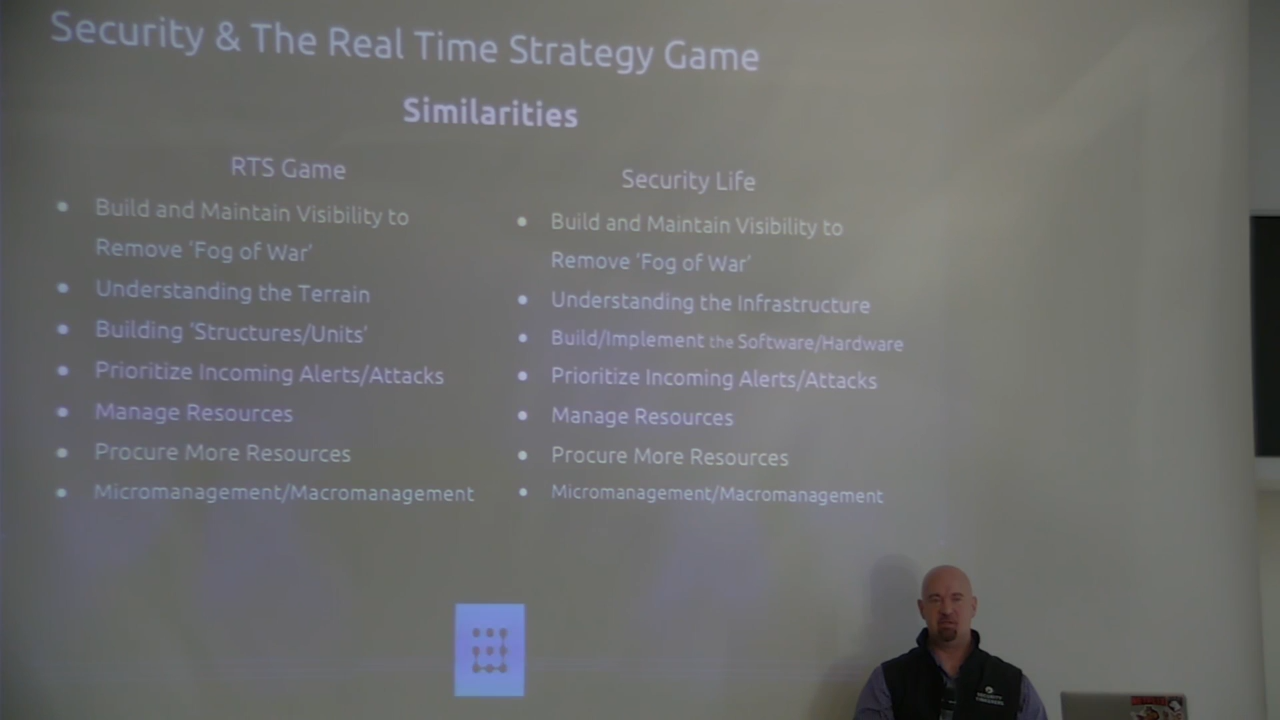 Security & The Real Time Strategy Game
Similarities
RTS Game
• Build and Maintain Visibility to
Remove ‘Fog of War’
• Understanding the Terrain
• Building ‘Structures/Units’
• Prioritize Incoming Alerts/Attacks
• Manage Resources
• Procure More Resources
• Micromanagement/Macromanagement
Security Life
• Build and Maintain Visibility to
Remove ‘Fog of War’
• Understanding the Infrastructure
• Build/Implement the Software/Hardware
• Prioritize Incoming Alerts/Attacks
• Manage Resources
• Procure More Resources
• Micromanagement/Macromanagement
SECURITY